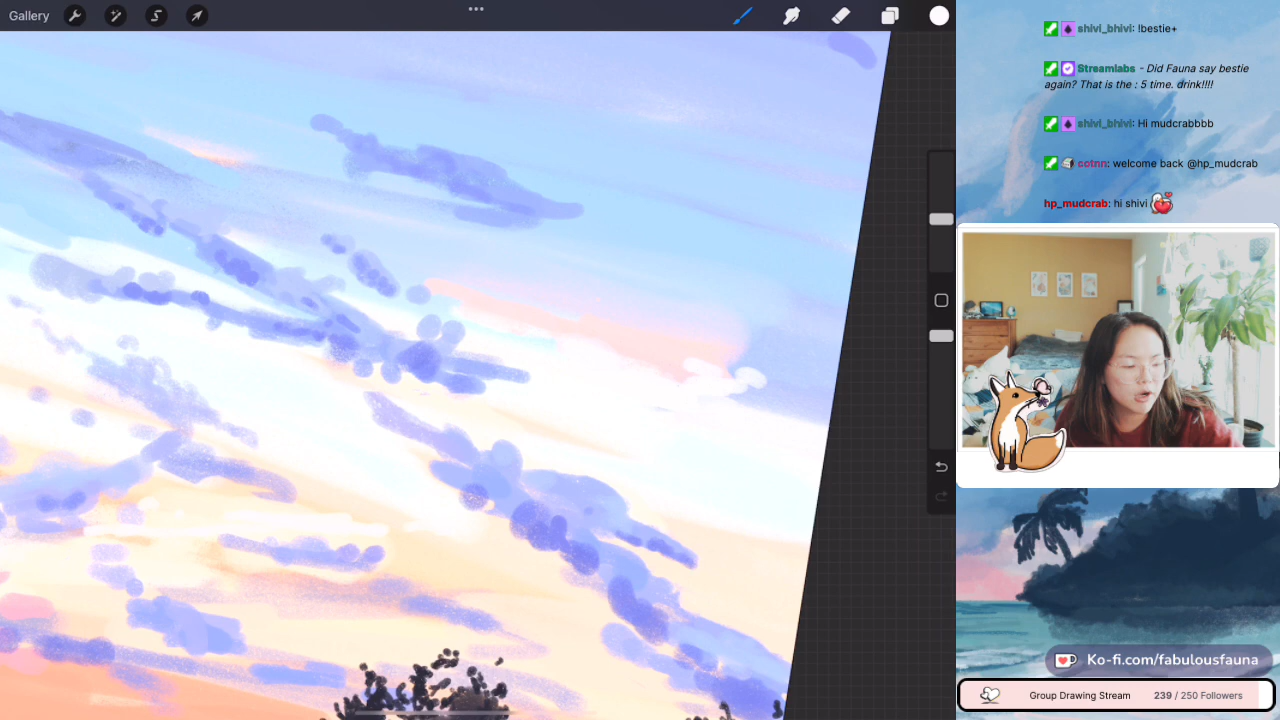 Gallery
shivi_bhivi: !bestie+
Streamlabs - Did Fauna say bestie
again? That is the : 5 time. drink!!!!
shivi_bhivi: Hi mudcrabbbb
cotnn: welcome back @hp_mudcrab
hp_mudcrab: hi shivi
Ko-fi.com/fabulousfauna
Group Drawing Stream 239 / 250 Followers